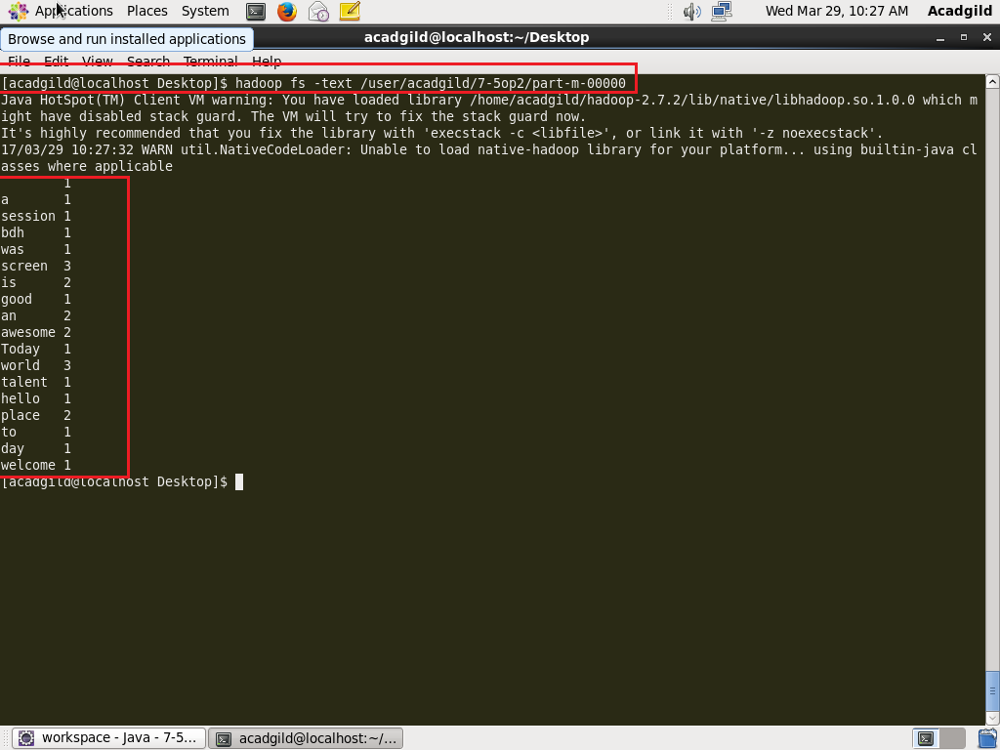 Applications Places System Wed Mar 29, 10:27 AM Acadgild
Browse and run installed applications
acadgild@localhost:~/Desktop
File Edit View Search Terminal Help
[acadgild@localhost Desktop]$ hadoop fs -text /user/acadgild/7-5op2/part-m-00000
Java HotSpot(TM) Client VM warning: You have loaded library /home/acadgild/hadoop-2.7.2/lib/native/libhadoop.so.1.0.0 which m
ight have disabled stack guard. The VM will try to fix the stack guard now.
It's highly recommended that you fix the library with 'execstack -c <libfile>', or link it with '-z noexecstack'.
17/03/29 10:27:32 WARN util.NativeCodeLoader: Unable to load native-hadoop library for your platform... using builtin-java cl
asses where applicable
1
a 1
session 1
bdh 1
was 1
screen 3
is 2
good 1
an 2
awesome 2
Today 1
world 3
talent 1
hello 1
place 2
to 1
day 1
welcome 1
[acadgild@localhost Desktop]$
workspace - Java - 7-5... acadgild@localhost:~/...